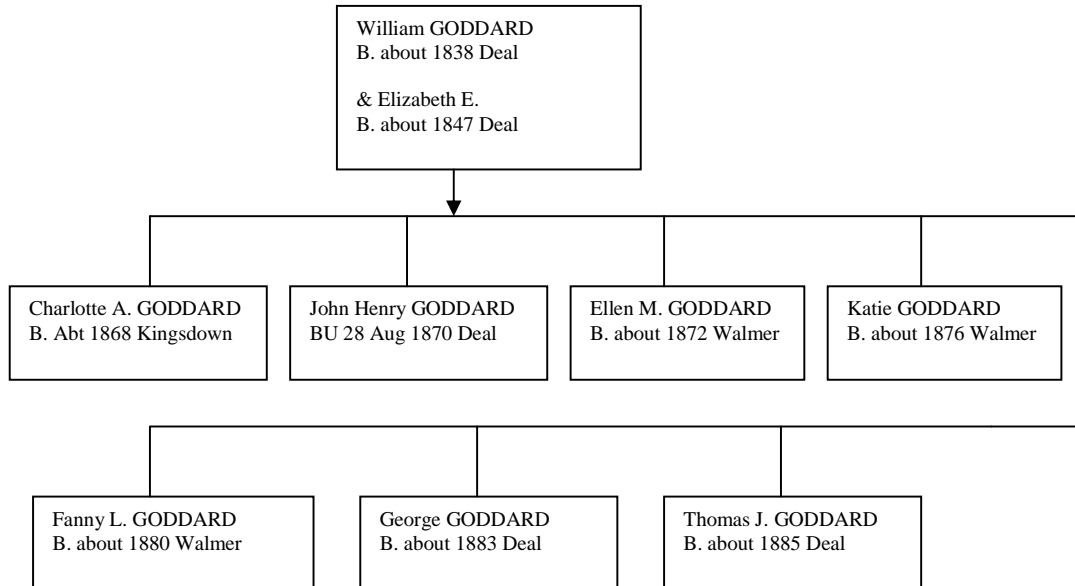 William GODDARD
B. about 1838 Deal
& Elizabeth E.
B. about 1847 Deal
Charlotte A. GODDARD
B. Abt 1868 Kingsdown
John Henry GODDARD
BU 28 Aug 1870 Deal
Ellen M. GODDARD
B. about 1872 Walmer
Katie GODDARD
B. about 1876 Walmer
Fanny L. GODDARD
B. about 1880 Walmer
George GODDARD
B. about 1883 Deal
Thomas J. GODDARD
B. about 1885 Deal